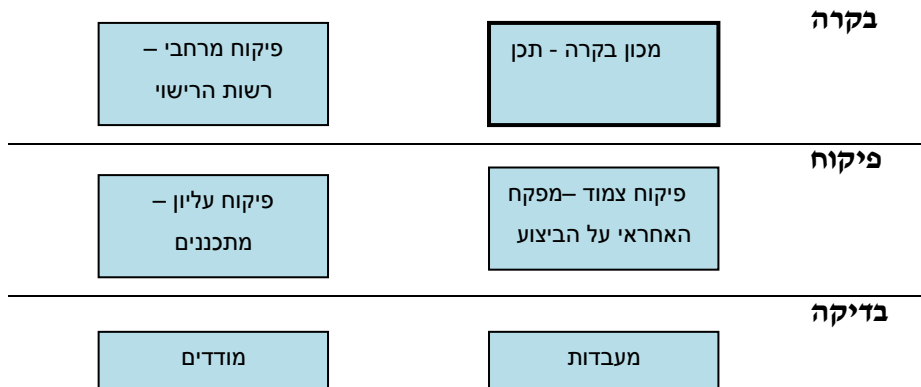 בקרה
מכון בקרה - תכן
פיקוח מרחבי –
רשות הרישוי
פיקוח
פיקוח צמוד –מפקח
האחראי על הביצוע
פיקוח עליון –
מתכננים
בדיקה
מעבדות
מודדים